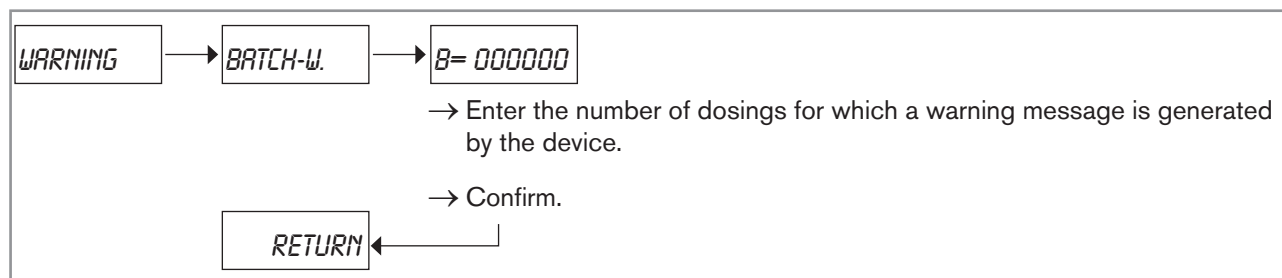 WARNING → BATCH-W. → B= 000000
→ Enter the number of dosings for which a warning message is generated
by the device.
→ Confirm.
RETURN